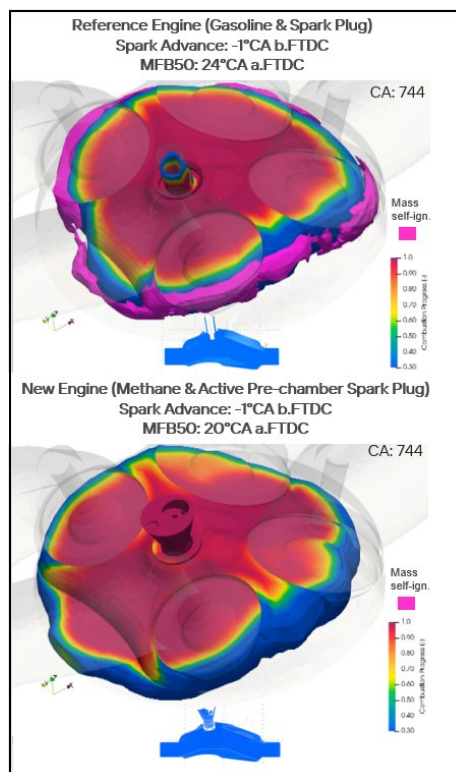 Reference Engine (Gasoline & Spark Plug)
Spark Advance: -1°CA b.FTDC
MFB50: 24°CA a.FTDC
CA: 744
Mass
self-ign.
1.0
0.90
0.80
0.70
0.60
0.50
0.40
0.30
Combustion Progress (-)
New Engine (Methane & Active Pre-chamber Spark Plug)
Spark Advance: -1°CA b.FTDC
MFB50: 20°CA a.FTDC
CA: 744
Mass
self-ign.
1.0
0.90
0.80
0.70
0.60
0.50
0.40
0.30
Combustion Progress (-)